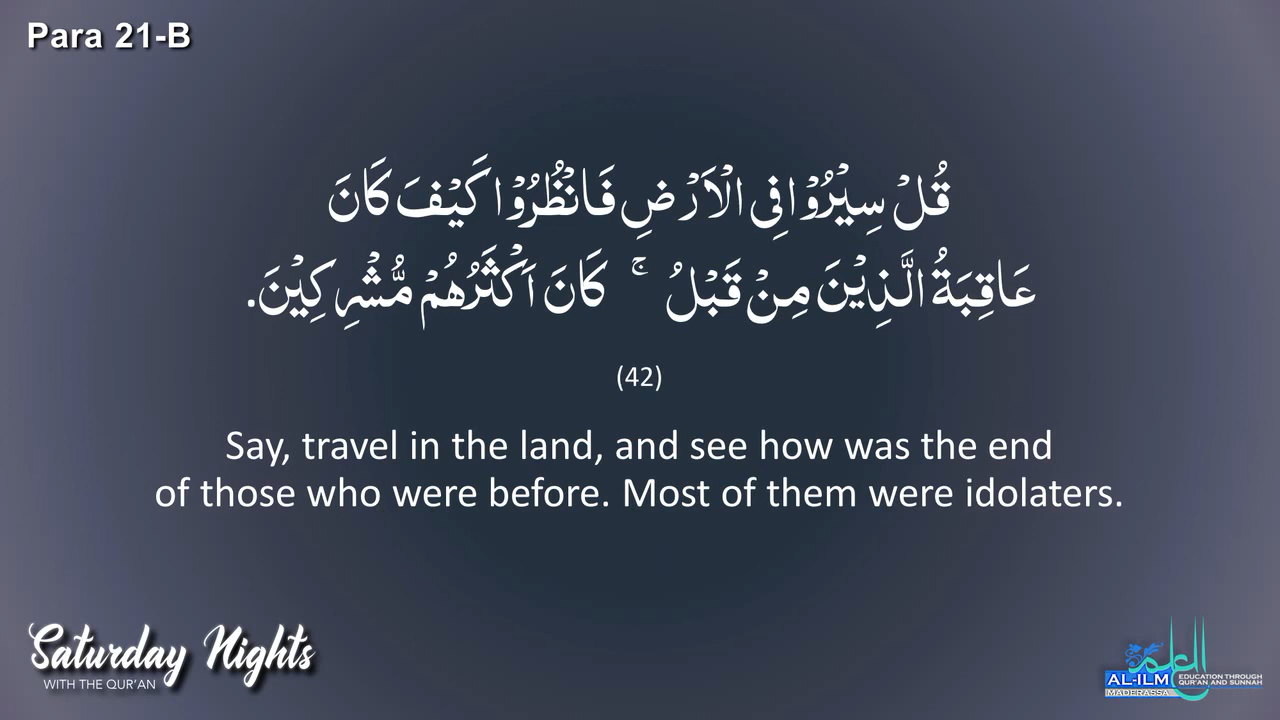 Para 21-B
قُلْ سِيْرُوْا فِى الْاَرْضِ فَانْظُرُوْا كَيْفَ كَانَ
عَاقِبَةُ الَّذِيْنَ مِنْ قَبْلُ ۚ كَانَ اَكْثَرُهُمْ مُّشْرِكِيْنَ.
(42)
Say, travel in the land, and see how was the end
of those who were before. Most of them were idolaters.
Saturday Nights
WITH THE QUR'AN
العلم
AL-ILM
MADERASSA
EDUCATION THROUGH
QUR'AN AND SUNNAH